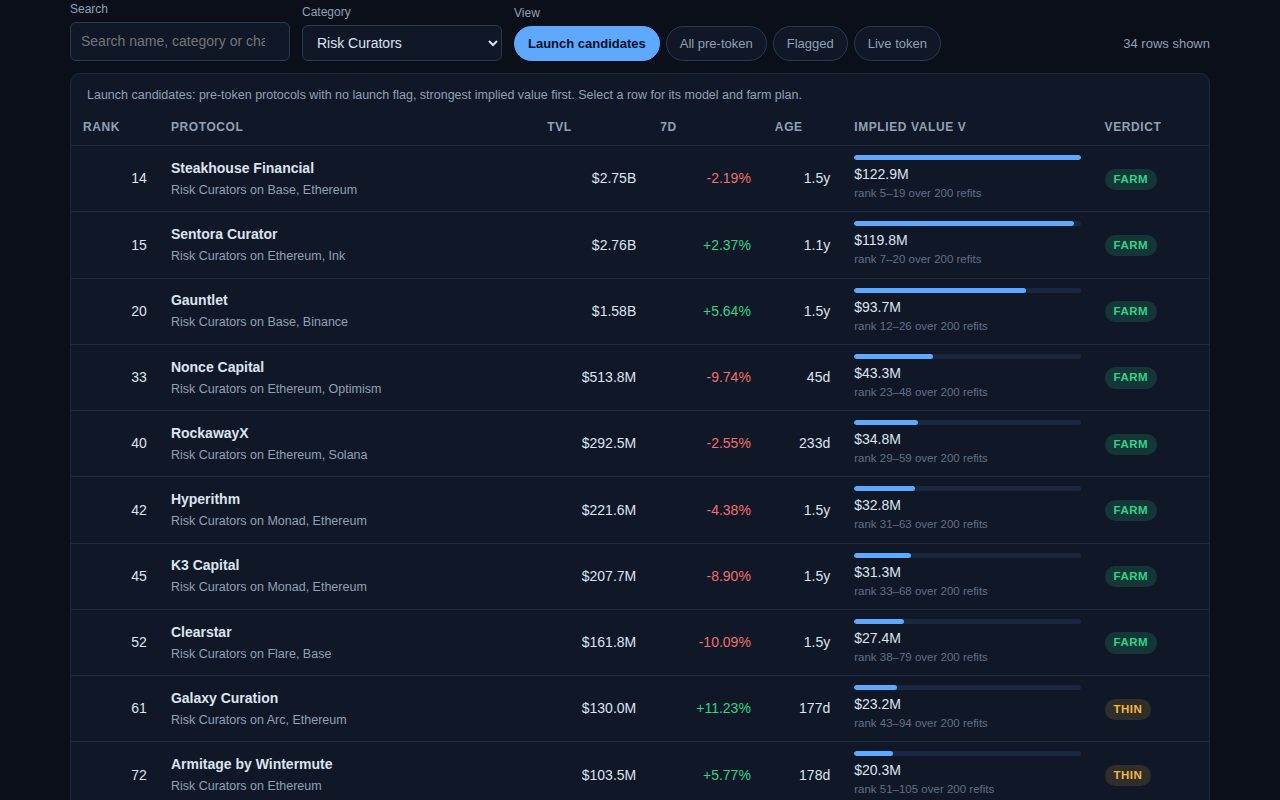 Search
Category
View
Search name, category or cha
Risk Curators
Launch candidates
All pre-token
Flagged
Live token
34 rows shown
Launch candidates: pre-token protocols with no launch flag, strongest implied value first. Select a row for its model and farm plan.
RANK PROTOCOL TVL 7D AGE IMPLIED VALUE V VERDICT
14 Steakhouse Financial $2.75B -2.19% 1.5y $122.9M FARM
Risk Curators on Base, Ethereum rank 5–19 over 200 refits
15 Sentora Curator $2.76B +2.37% 1.1y $119.8M FARM
Risk Curators on Ethereum, Ink rank 7–20 over 200 refits
20 Gauntlet $1.58B +5.64% 1.5y $93.7M FARM
Risk Curators on Base, Binance rank 12–26 over 200 refits
33 Nonce Capital $513.8M -9.74% 45d $43.3M FARM
Risk Curators on Ethereum, Optimism rank 23–48 over 200 refits
40 RockawayX $292.5M -2.55% 233d $34.8M FARM
Risk Curators on Ethereum, Solana rank 29–59 over 200 refits
42 Hyperithm $221.6M -4.38% 1.5y $32.8M FARM
Risk Curators on Monad, Ethereum rank 31–63 over 200 refits
45 K3 Capital $207.7M -8.90% 1.5y $31.3M FARM
Risk Curators on Monad, Ethereum rank 33–68 over 200 refits
52 Clearstar $161.8M -10.09% 1.5y $27.4M FARM
Risk Curators on Flare, Base rank 38–79 over 200 refits
61 Galaxy Curation $130.0M +11.23% 177d $23.2M THIN
Risk Curators on Arc, Ethereum rank 43–94 over 200 refits
72 Armitage by Wintermute $103.5M +5.77% 178d $20.3M THIN
Risk Curators on Ethereum rank 51–105 over 200 refits